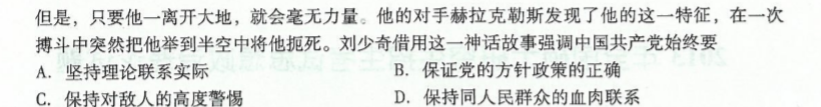 但是，只要他一离开大地，就会毫无力量。他的对手赫拉克勒斯发现了他的这一特征，在一次
搏斗中突然把他举到半空中将他扼死。刘少奇借用这一神话故事强调中国共产党始终要
A．坚持理论联系实际 B．保证党的方针政策的正确
C．保持对敌人的高度警惕 D．保持同人民群众的血肉联系